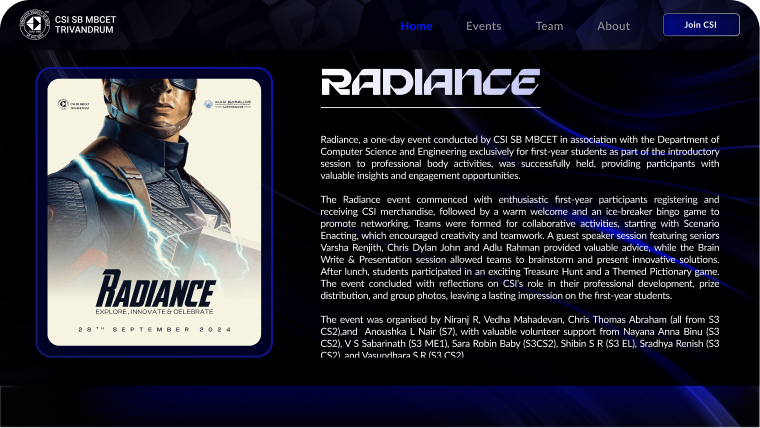 CSI SB MBCET
TRIVANDRUM
Home Events Team About Join CSI
CSI SB MBCET
TRIVANDRUM
MAR BASELIOS
RADIANCE
EXPLORE , INNOVATE & CELEBRATE
28TH SEPTEMBER 2024
RADIANCE
Radiance, a one-day event conducted by CSI SB MBCET in association with the Department of
Computer Science and Engineering exclusively for first-year students as part of the introductory
session to professional body activities, was successfully held, providing participants with
valuable insights and engagement opportunities.
The Radiance event commenced with enthusiastic first-year participants registering and
receiving CSI merchandise, followed by a warm welcome and an ice-breaker bingo game to
promote networking. Teams were formed for collaborative activities, starting with Scenario
Enacting, which encouraged creativity and teamwork. A guest speaker session featuring seniors
Varsha Renjith, Chris Dylan John and Adlu Rahman provided valuable advice, while the Brain
Write & Presentation session allowed teams to brainstorm and present innovative solutions.
After lunch, students participated in an exciting Treasure Hunt and a Themed Pictionary game.
The event concluded with reflections on CSI's role in their professional development, prize
distribution, and group photos, leaving a lasting impression on the first-year students.
The event was organised by Niranj R, Vedha Mahadevan, Chris Thomas Abraham (all from S3
CS2),and Anoushka L Nair (S7), with valuable volunteer support from Nayana Anna Binu (S3
CS2), V S Sabarinath (S3 ME1), Sara Robin Baby (S3CS2), Shibin S R (S3 EL), Sradhya Renish (S3
CS2), and Vasundhara S R (S3 CS2)